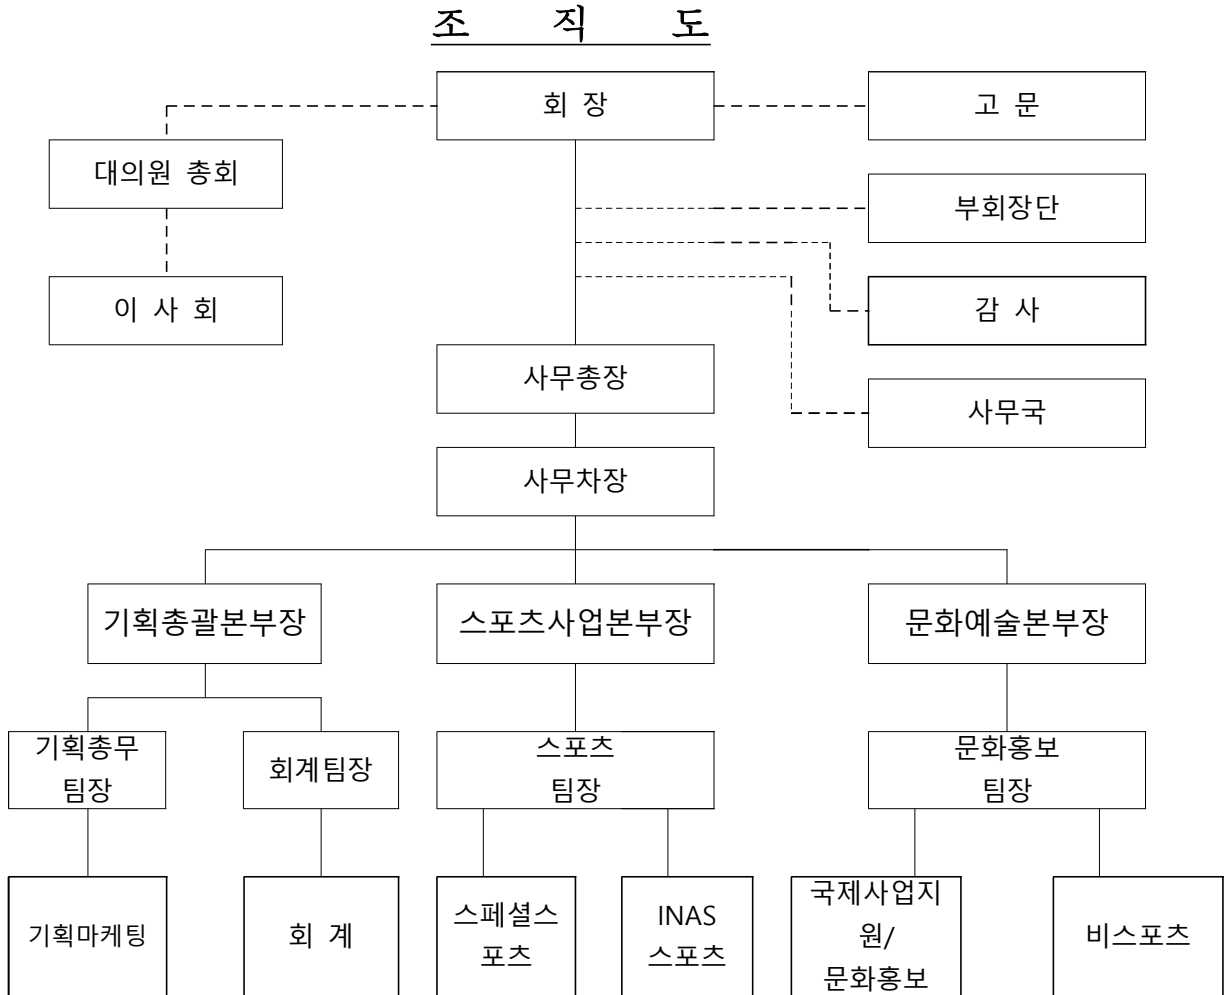 조 직 도
회 장
고 문
대의원 총회
부회장단
이 사 회
감 사
사무총장
사무국
사무차장
기획총괄본부장
스포츠사업본부장
문화예술본부장
기획총무
팀장
회계팀장
스포츠
팀장
문화홍보
팀장
기획마케팅
회 계
스페셜스
포츠
INAS
스포츠
국제사업지
원/
문화홍보
비스포츠